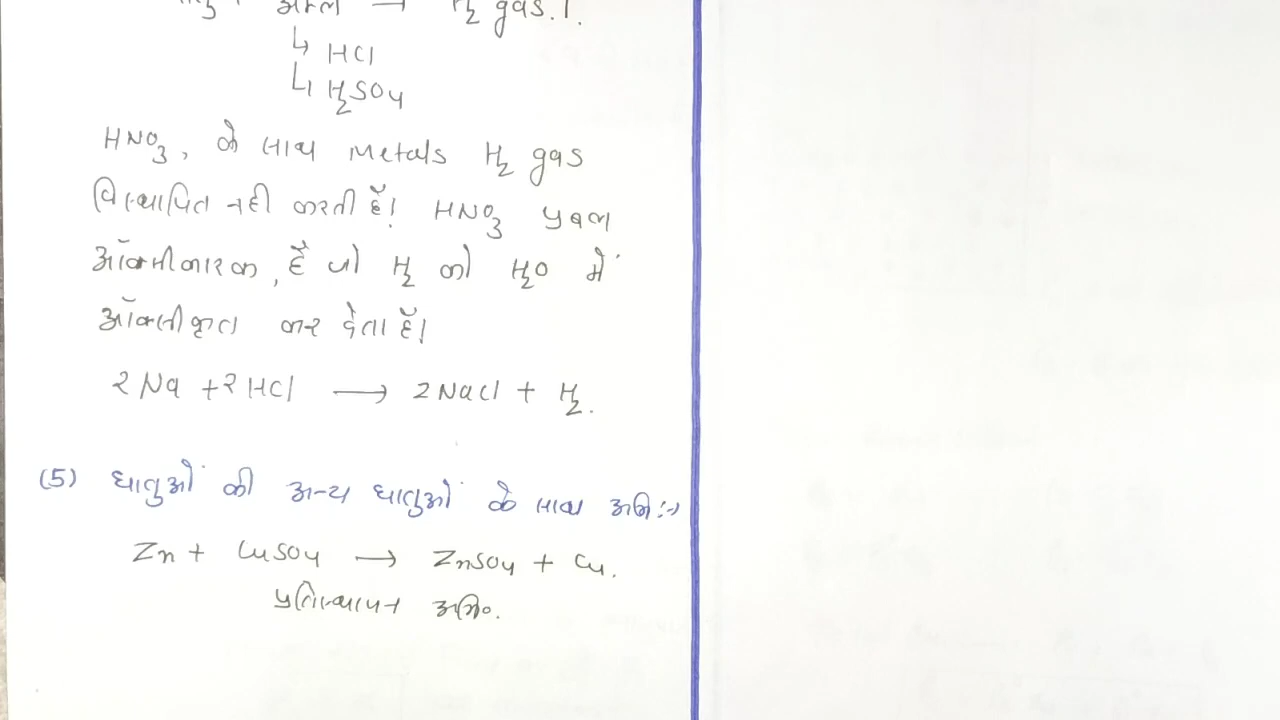 अम्ल → H₂ gas.।
↳ HCl
↳ H₂SO₄
HNO₃, के साथ Metals H₂ gas
विस्थापित नही करती हैं। HNO₃ प्रबल
ऑक्सीकारक, है जो H₂ को H₂O में
ऑक्सीकृत कर देता हैं।
2Na + 2HCl → 2NaCl + H₂.
(5) धातुओं की अन्य धातुओं के साथ अभि:-
Zn + CuSO₄ → ZnSO₄ + Cu.
प्रतिस्थापन अभि०.